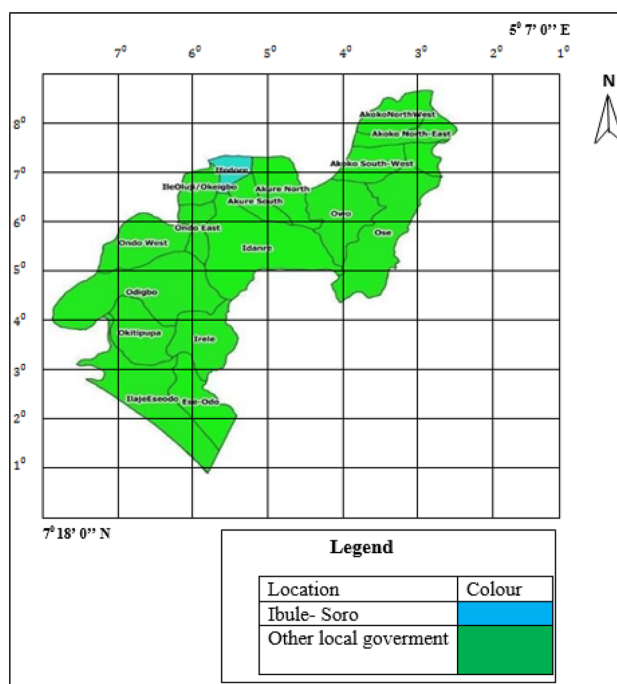 5⁰ 7' 0'' E
7⁰ 6⁰ 5⁰ 4⁰ 3⁰ 2⁰ 1⁰
N
8⁰
7⁰
6⁰
5⁰
4⁰
3⁰
2⁰
1⁰
AkokoNorthWest
Akoko North-East
Akoko South-West
Ifedore
IleOluji/Okeigbo
Akure North
Akure South
Owo
Ondo East
Ose
Ondo West
Idanre
Odigbo
Okitipupa
Irele
IlajeEseodo
Ese-Odo
7⁰ 18' 0'' N
Legend
Location Colour
Ibule- Soro
Other local goverment